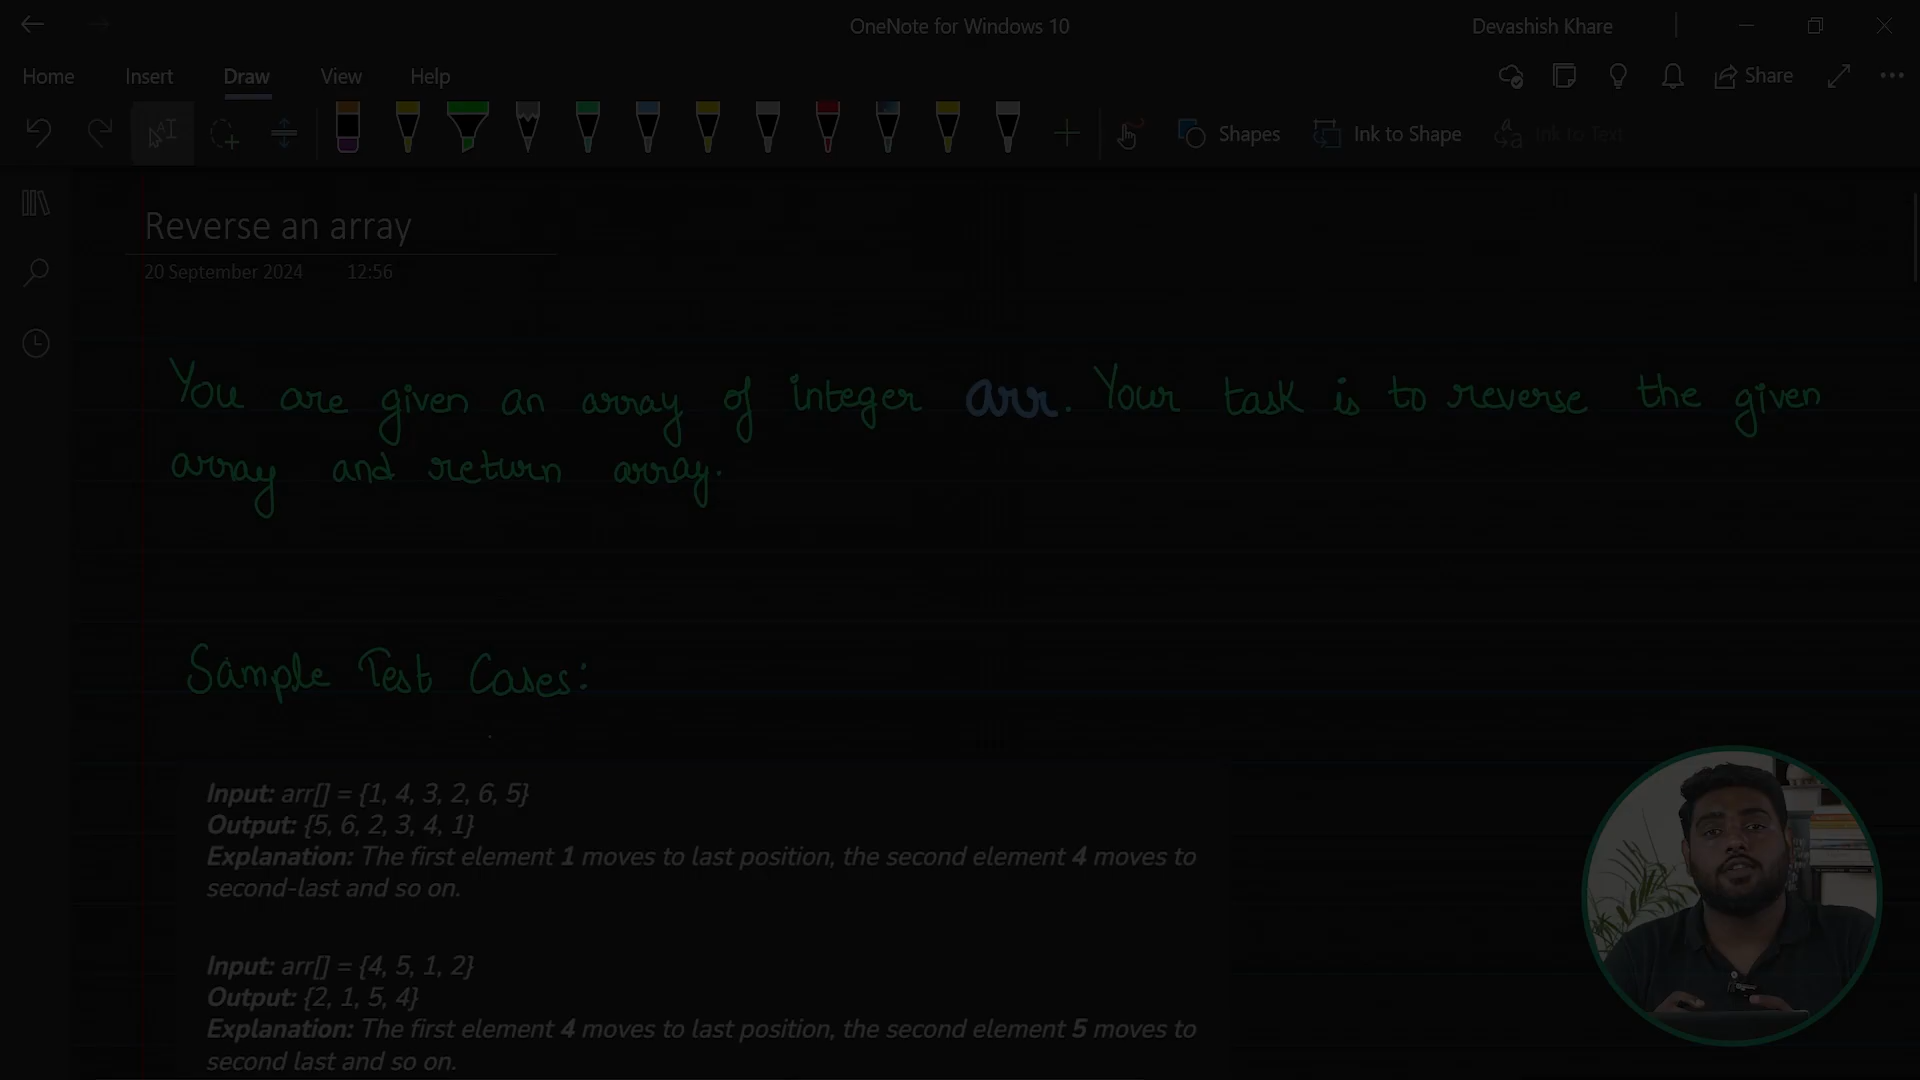 OneNote for Windows 10
Devashish Khare
Home Insert Draw View Help
Share
Shapes Ink to Shape Ink to Text
Reverse an array
20 September 2024 12:56
You are given an array of integer arr. Your task is to reverse the given
array and return array.
Sample Test Cases:
Input: arr[] = {1, 4, 3, 2, 6, 5}
Output: {5, 6, 2, 3, 4, 1}
Explanation: The first element 1 moves to last position, the second element 4 moves to
second-last and so on.
Input: arr[] = {4, 5, 1, 2}
Output: {2, 1, 5, 4}
Explanation: The first element 4 moves to last position, the second element 5 moves to
second last and so on.